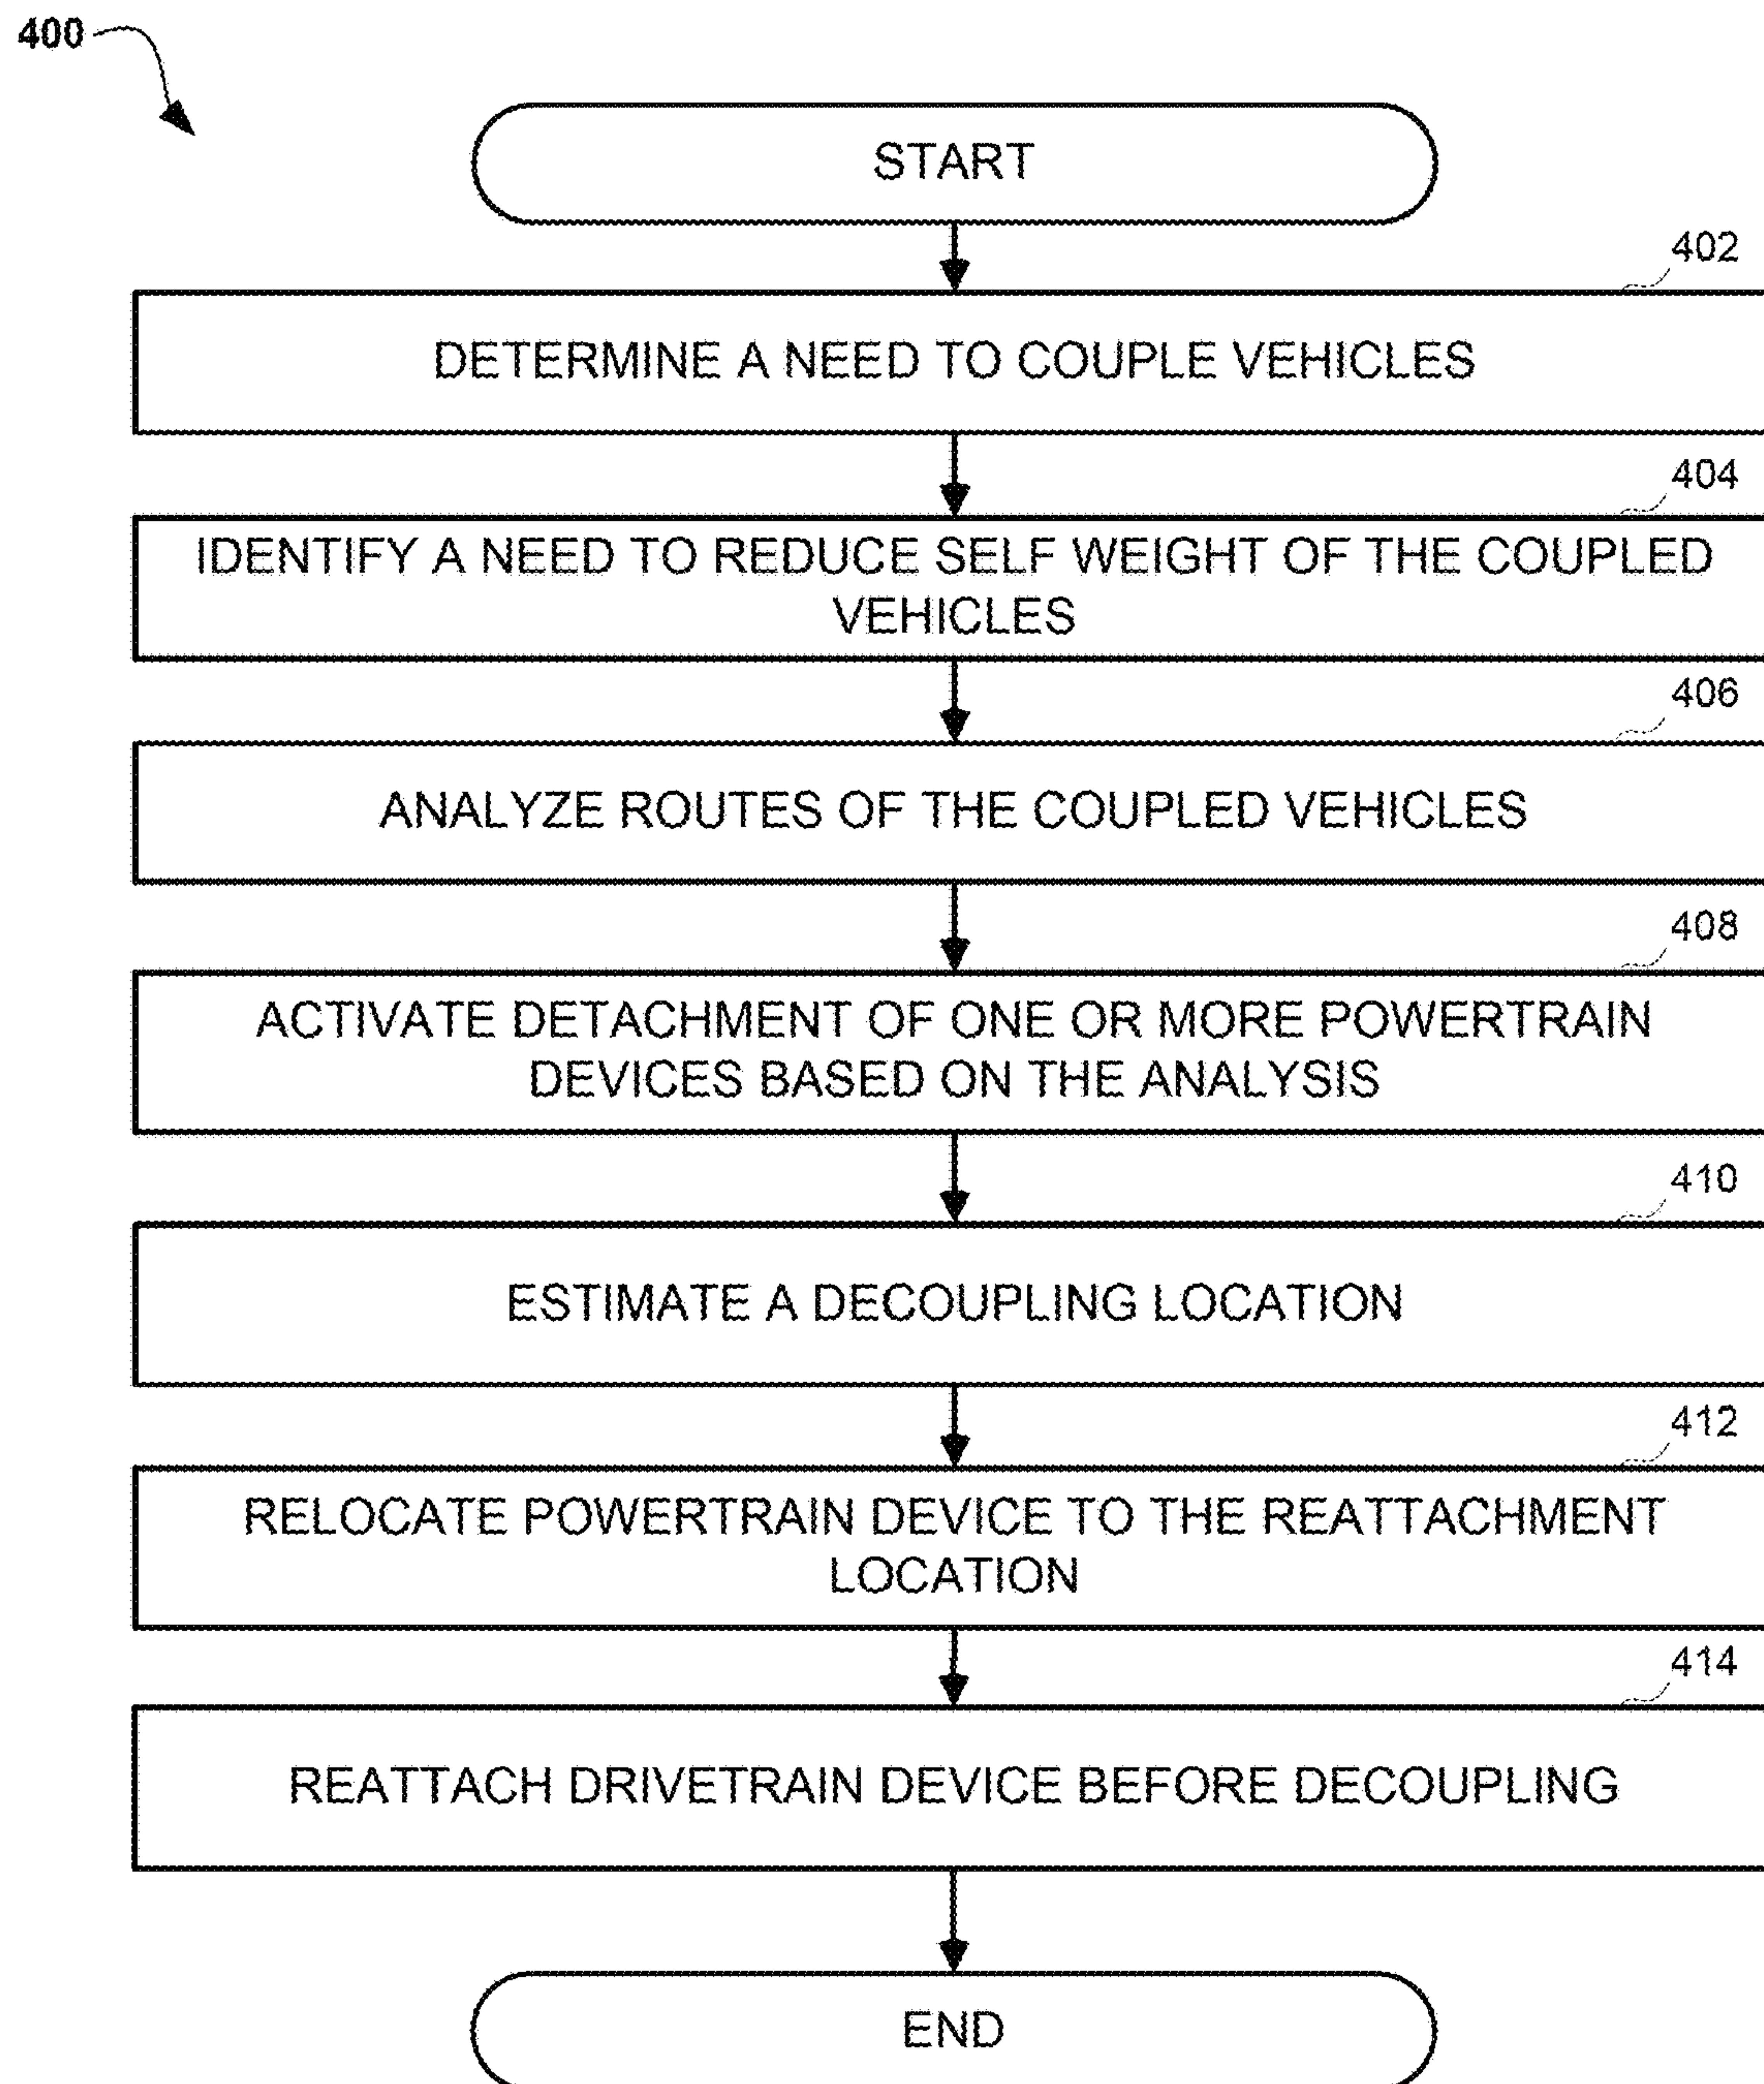 400
START
402
DETERMINE A NEED TO COUPLE VEHICLES
404
IDENTIFY A NEED TO REDUCE SELF WEIGHT OF THE COUPLED
VEHICLES
406
ANALYZE ROUTES OF THE COUPLED VEHICLES
408
ACTIVATE DETACHMENT OF ONE OR MORE POWERTRAIN
DEVICES BASED ON THE ANALYSIS
410
ESTIMATE A DECOUPLING LOCATION
412
RELOCATE POWERTRAIN DEVICE TO THE REATTACHMENT
LOCATION
414
REATTACH DRIVETRAIN DEVICE BEFORE DECOUPLING
END